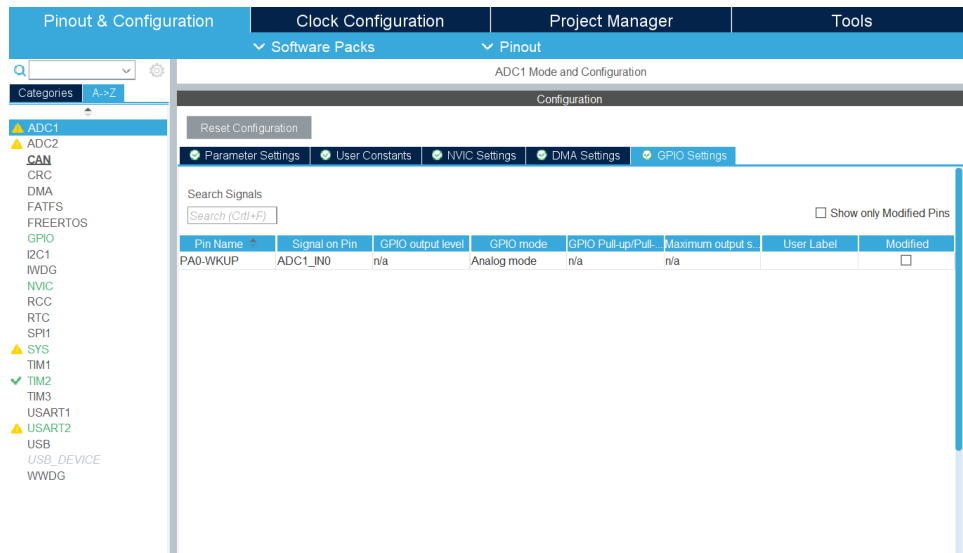 Pinout & Configuration Clock Configuration Project Manager Tools
Software Packs Pinout
ADC1 Mode and Configuration
Categories A->Z
Configuration
ADC1
ADC2
CAN
CRC
DMA
FATFS
FREERTOS
GPIO
I2C1
IWDG
NVIC
RCC
RTC
SPI1
SYS
TIM1
TIM2
TIM3
USART1
USART2
USB
USB_DEVICE
WWDG
Reset Configuration
Parameter Settings User Constants NVIC Settings DMA Settings GPIO Settings
Search Signals
Search (CrtI+F) Show only Modified Pins
Pin Name Signal on Pin GPIO output level GPIO mode GPIO Pull-up/Pull-... Maximum output s... User Label Modified
PA0-WKUP ADC1_IN0 n/a Analog mode n/a n/a